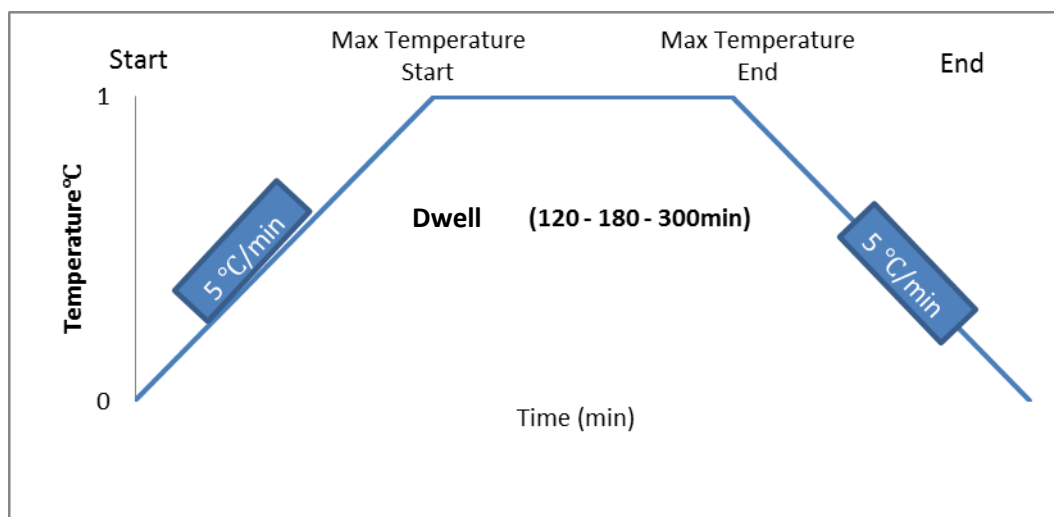 Start
Max Temperature
Start
Max Temperature
End
End
1
Temperature°C
5 °C/min
Dwell (120 - 180 - 300min)
5 °C/min
0
Time (min)